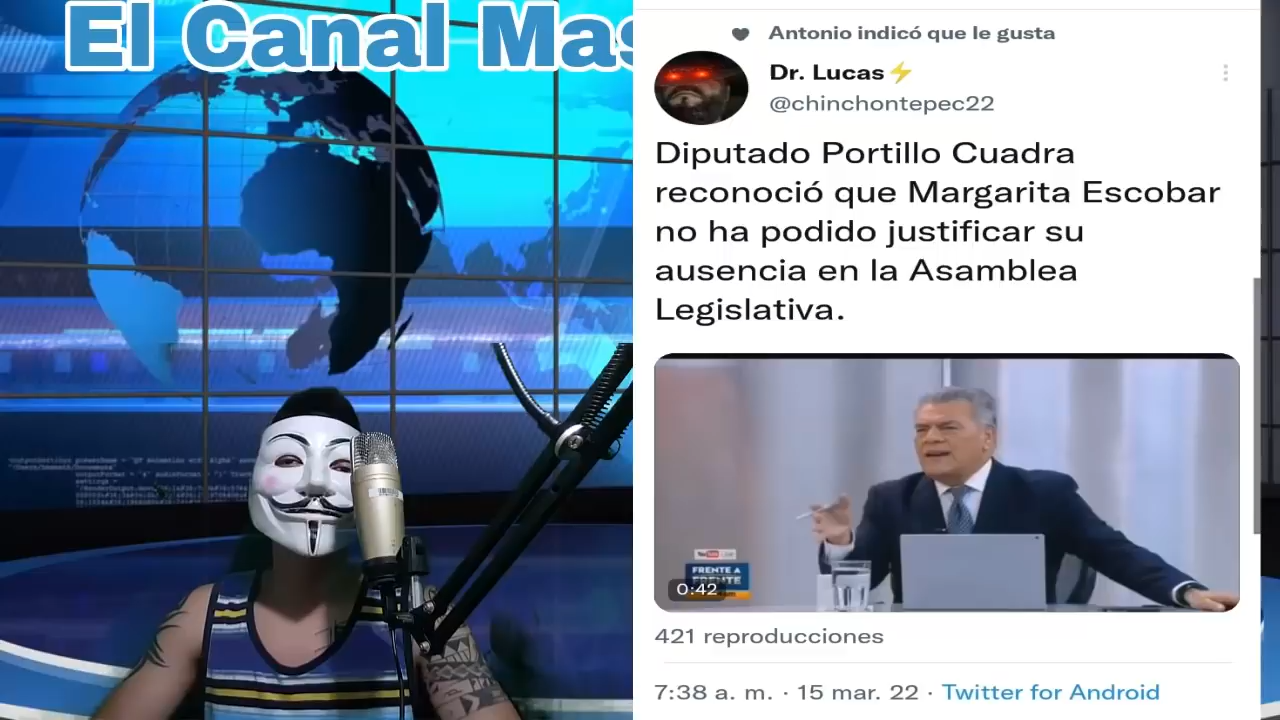 El Canal Mas
Antonio indicó que le gusta
Dr. Lucas⚡
@chinchontepec22
Diputado Portillo Cuadra
reconoció que Margarita Escobar
no ha podido justificar su
ausencia en la Asamblea
Legislativa.
FRENTE A
FRENTE
0:42
421 reproducciones
7:38 a. m. · 15 mar. 22 · Twitter for Android